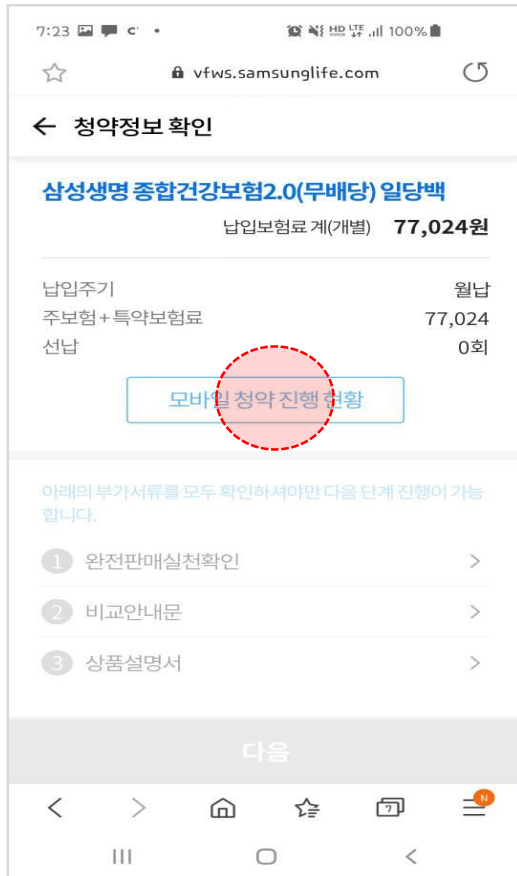 7:23 C
HD VOICE LTE 100%
vfws.samsunglife.com
청약정보 확인
삼성생명 종합건강보험2.0(무배당) 일당백
납입보험료 계(개별) 77,024원
납입주기 월납
주보험+특약보험료 77,024
선납 0회
모바일 청약 진행 현황
아래의 부가서류를 모두 확인하셔야만 다음 단계 진행이 가능
합니다.
1 완전판매실천확인
2 비교안내문
3 상품설명서
다음
7
N